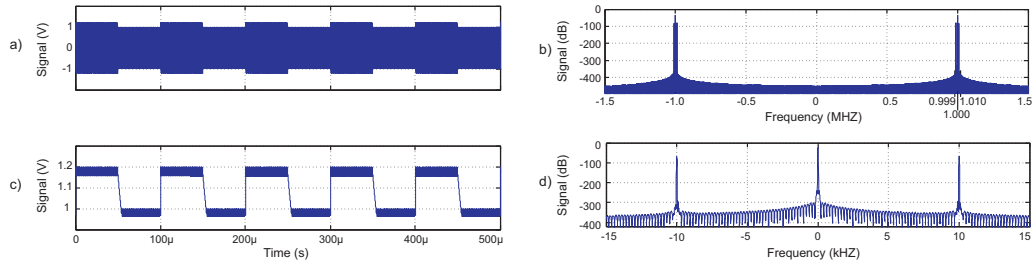 a)
Signal (V)
1
0
-1
b)
Signal (dB)
0
-100
-200
-300
-400
-1.5
-1.0
-0.5
0
0.5
0.999
1.010
1.5
1.000
Frequency (MHZ)
c)
Signal (V)
1.2
1.1
1
0
100µ
200µ
300µ
400µ
500µ
Time (s)
d)
Signal (dB)
0
-100
-200
-300
-400
-15
-10
-5
0
5
10
15
Frequency (kHZ)